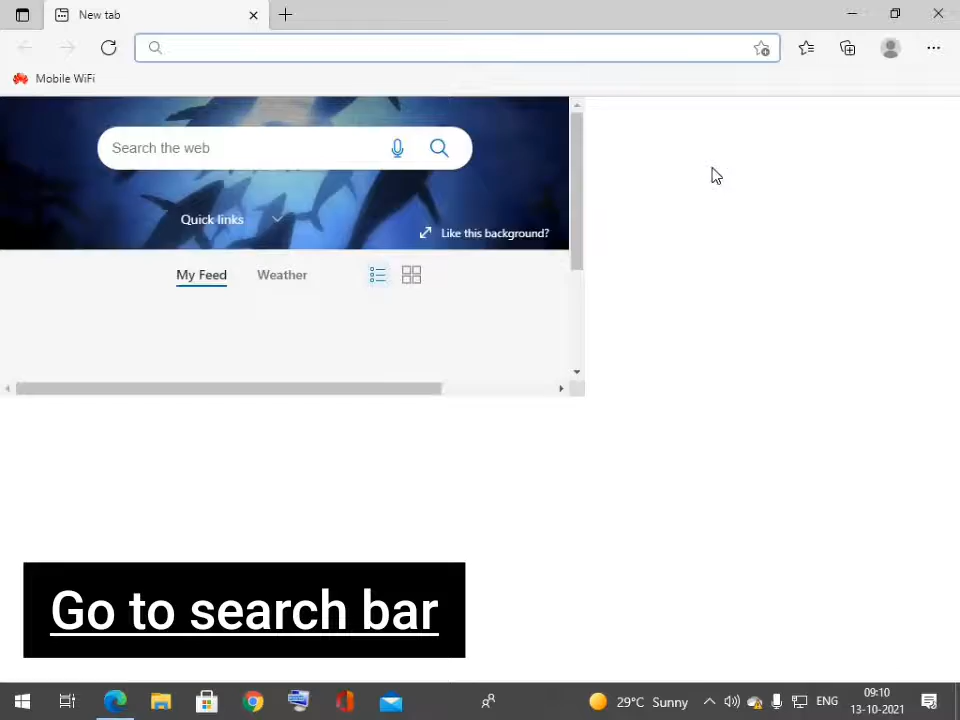 New tab
Mobile WiFi
Search the web
Quick links
Like this background?
My Feed
Weather
Go to search bar
29°C Sunny
ENG
09:10
13-10-2021